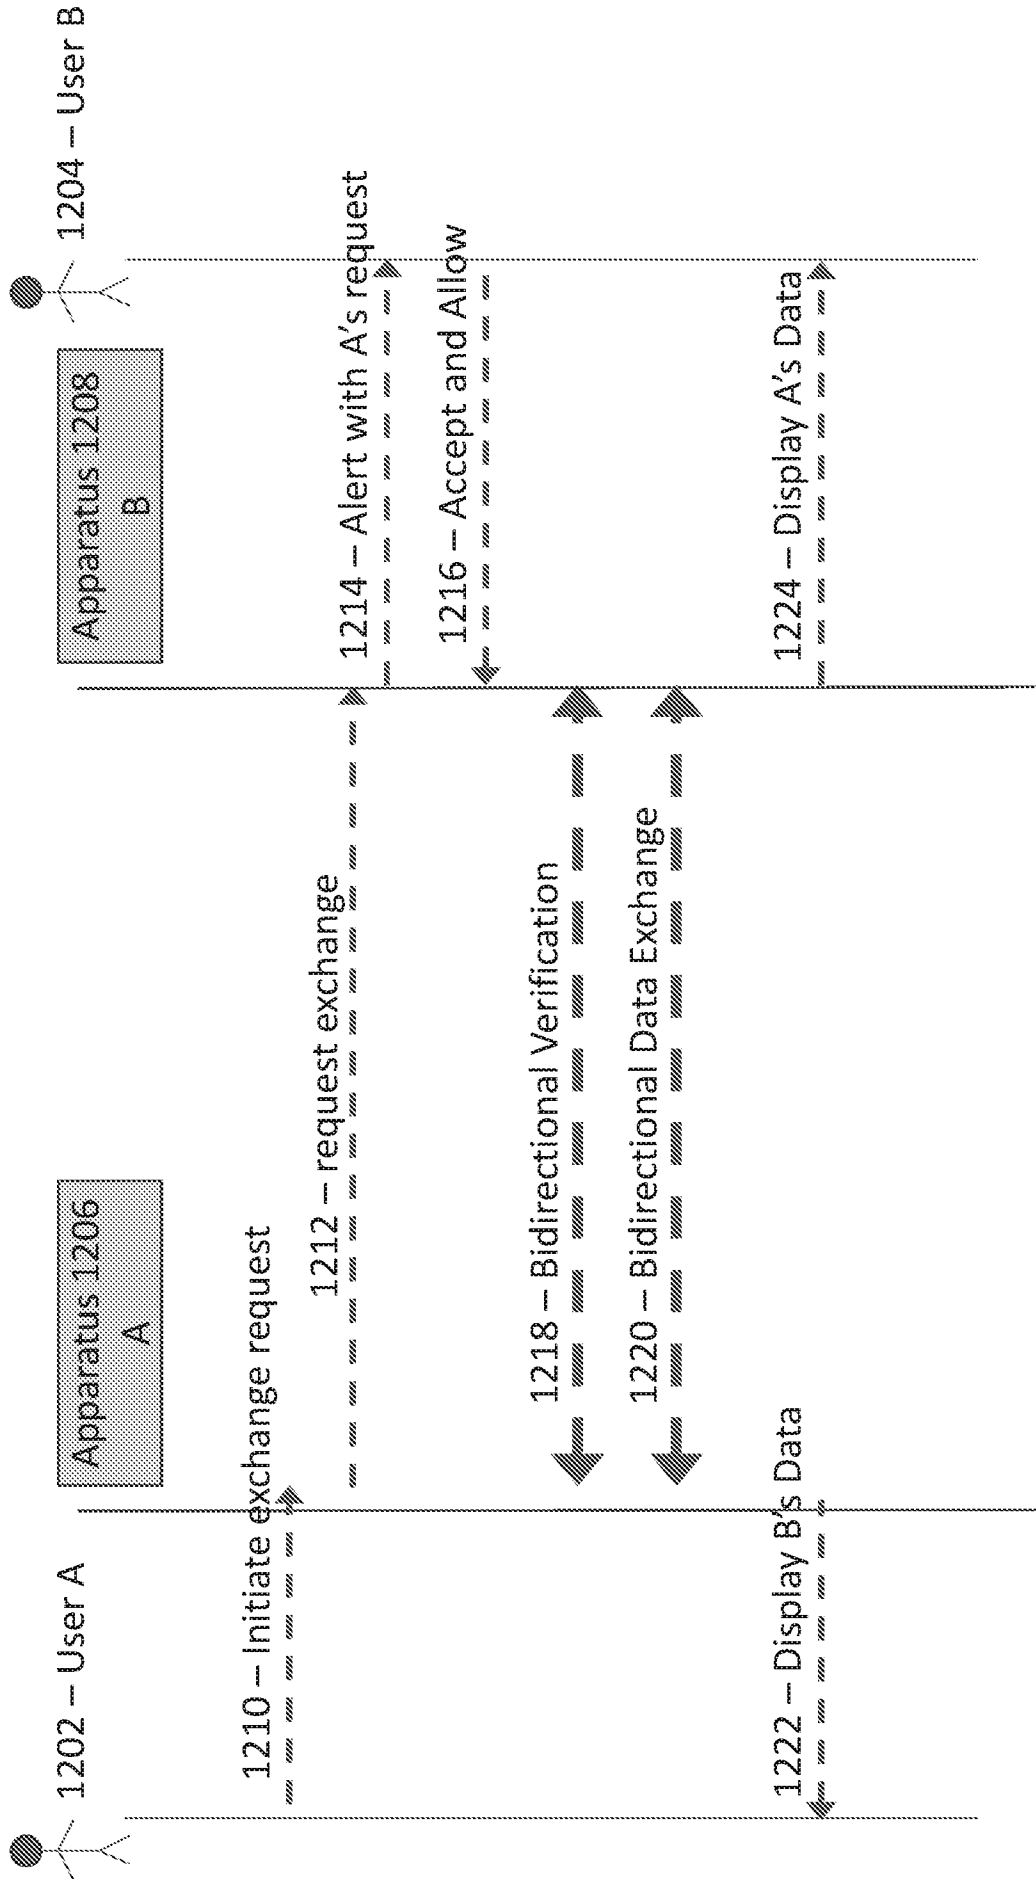 1202 – User A
Apparatus 1206
A
Apparatus 1208
B
1204 – User B
1210 – Initiate exchange request
1212 – request exchange
1214 – Alert with A's request
1216 – Accept and Allow
1218 – Bidirectional Verification
1220 – Bidirectional Data Exchange
1222 – Display B's Data
1224 – Display A's Data